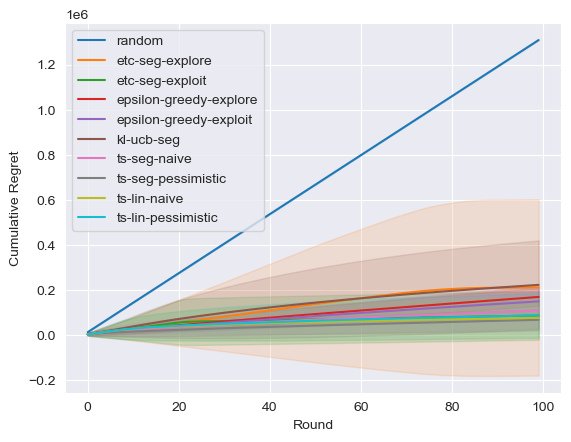 1e6
random
etc-seg-explore
etc-seg-exploit
epsilon-greedy-explore
epsilon-greedy-exploit
kl-ucb-seg
ts-seg-naive
ts-seg-pessimistic
ts-lin-naive
ts-lin-pessimistic
1.2
1.0
0.8
0.6
0.4
0.2
0.0
−0.2
Cumulative Regret
0 20 40 60 80 100
Round